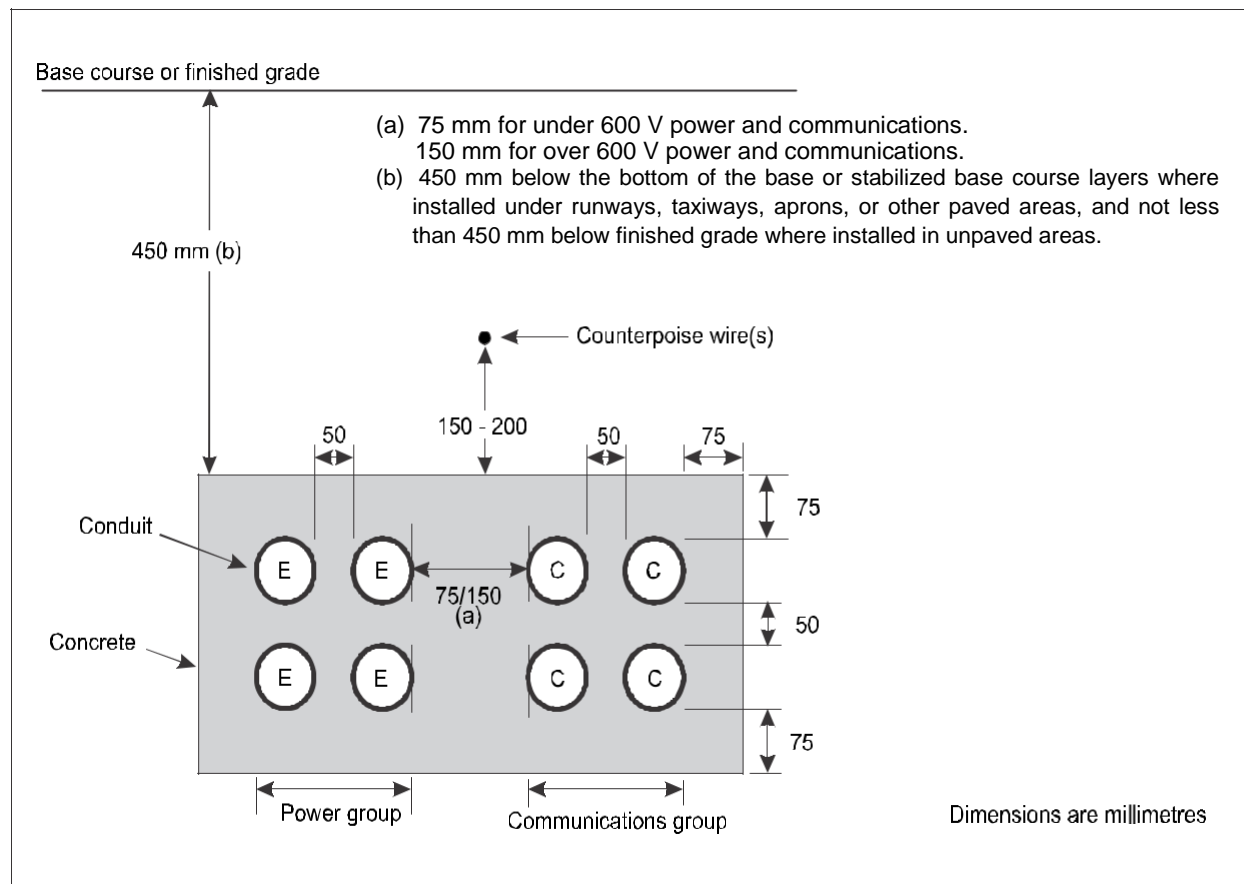 Base course or finished grade
(a) 75 mm for under 600 V power and communications.
150 mm for over 600 V power and communications.
(b) 450 mm below the bottom of the base or stabilized base course layers where
installed under runways, taxiways, aprons, or other paved areas, and not less
than 450 mm below finished grade where installed in unpaved areas.
450 mm (b)
Counterpoise wire(s)
150 - 200
50
50
75
75
Conduit
E
E
C
C
75/150
(a)
50
Concrete
E
E
C
C
75
Power group
Communications group
Dimensions are millimetres